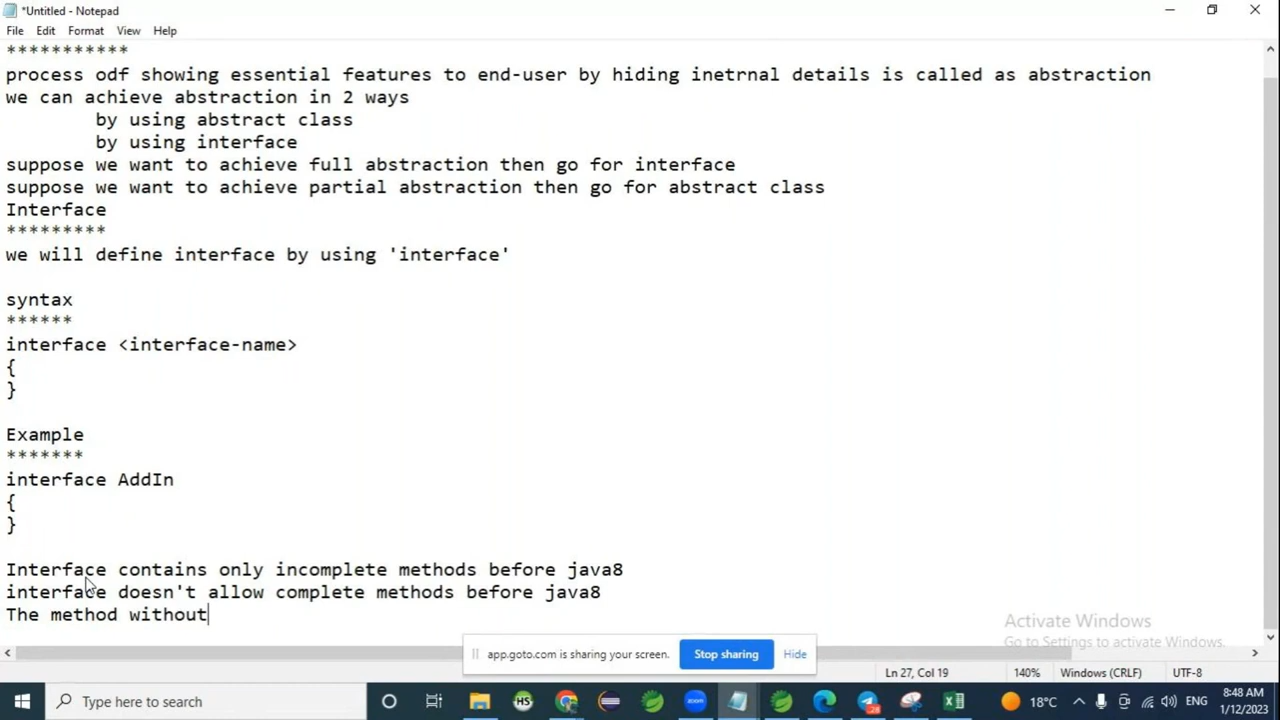 *Untitled - Notepad
File Edit Format View Help
***********
process odf showing essential features to end-user by hiding inetrnal details is called as abstraction
we can achieve abstraction in 2 ways
by using abstract class
by using interface
suppose we want to achieve full abstraction then go for interface
suppose we want to achieve partial abstraction then go for abstract class
Interface
*********
we will define interface by using 'interface'
syntax
******
interface <interface-name>
{
}
Example
*******
interface AddIn
{
}
Interface contains only incomplete methods before java8
interface doesn't allow complete methods before java8
The method without
Activate Windows
Go to Settings to activate Windows.
app.goto.com is sharing your screen. Stop sharing Hide
Ln 27, Col 19 140% Windows (CRLF) UTF-8
Type here to search HS zoom 18°C ENG 8:48 AM
1/12/2023